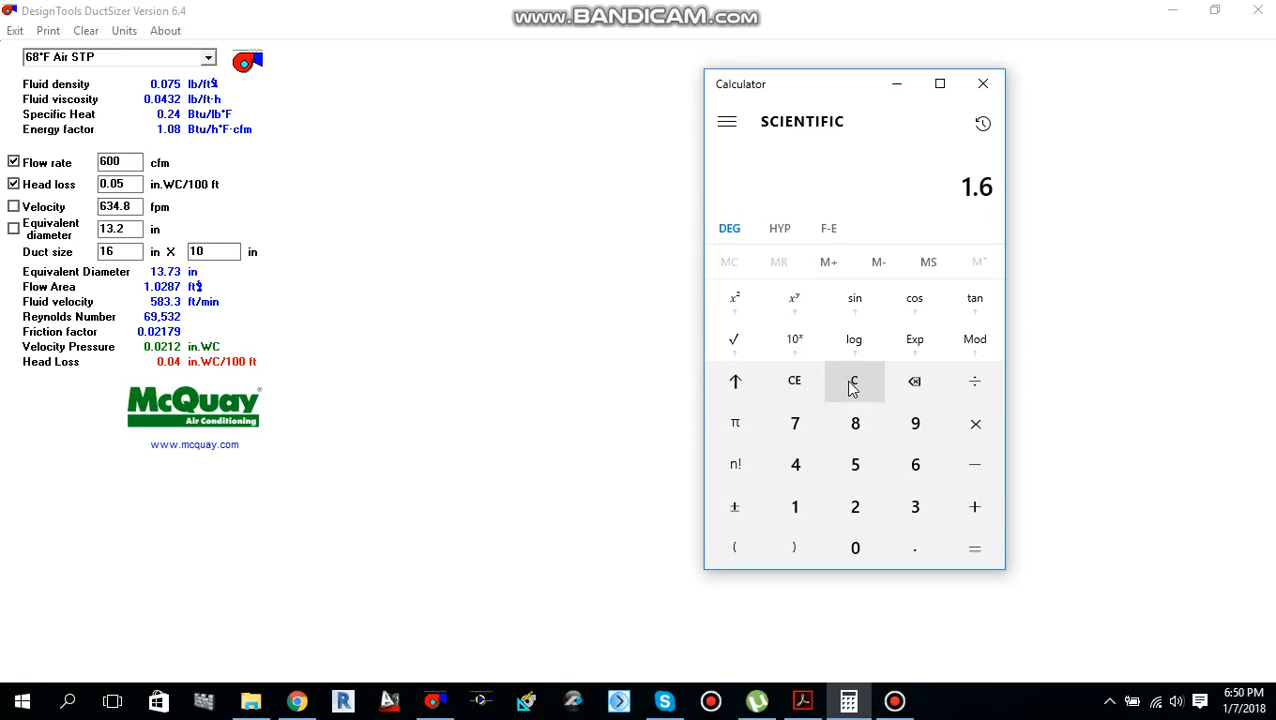 DesignTools DuctSizer Version 6.4
www.BANDICAM.com
Exit Print Clear Units About
68°F Air STP
Fluid density 0.075 lb/ft
Fluid viscosity 0.0432 lb/ft·h
Specific Heat 0.24 Btu/lb°F
Energy factor 1.08 Btu/h°F·cfm
Flow rate 600 cfm
Head loss 0.05 in.WC/100 ft
Velocity 634.8 fpm
Equivalent diameter 13.2 in
Duct size 16 in X 10 in
Equivalent Diameter 13.73 in
Flow Area 1.0287 ft
Fluid velocity 583.3 ft/min
Reynolds Number 69,532
Friction factor 0.02179
Velocity Pressure 0.0212 in.WC
Head Loss 0.04 in.WC/100 ft
McQuay
Air Conditioning
www.mcquay.com
Calculator
SCIENTIFIC
1.6
DEG HYP F-E
MC MR M+ M- MS M˅
x² xʸ sin cos tan
√ 10ˣ log Exp Mod
↑ CE C ⌫ ÷
π 7 8 9 ×
n! 4 5 6 −
± 1 2 3 +
( ) 0 . =
6:50 PM
1/7/2018